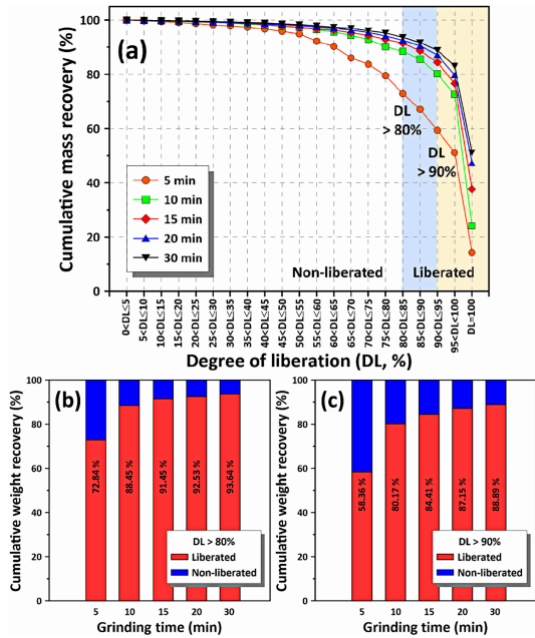 (a)
Cumulative mass recovery (%)
100
80
60
40
20
0
5 min
10 min
15 min
20 min
30 min
DL
> 80%
DL
> 90%
Non-liberated
Liberated
0<DL≤5
5<DL≤10
10<DL≤15
15<DL≤20
20<DL≤25
25<DL≤30
30<DL≤35
35<DL≤40
40<DL≤45
45<DL≤50
50<DL≤55
55<DL≤60
60<DL≤65
65<DL≤70
70<DL≤75
75<DL≤80
80<DL≤85
85<DL≤90
90<DL≤95
95<DL<100
DL=100
Degree of liberation (DL, %)
(b)
Cumulative weight recovery (%)
100
80
60
40
20
0
72.84 %
88.45 %
91.45 %
92.53 %
93.64 %
DL > 80%
Liberated
Non-liberated
5 10 15 20 30
Grinding time (min)
(c)
Cumulative weight recovery (%)
100
80
60
40
20
0
58.36 %
80.17 %
84.41 %
87.15 %
88.89 %
DL > 90%
Liberated
Non-liberated
5 10 15 20 30
Grinding time (min)